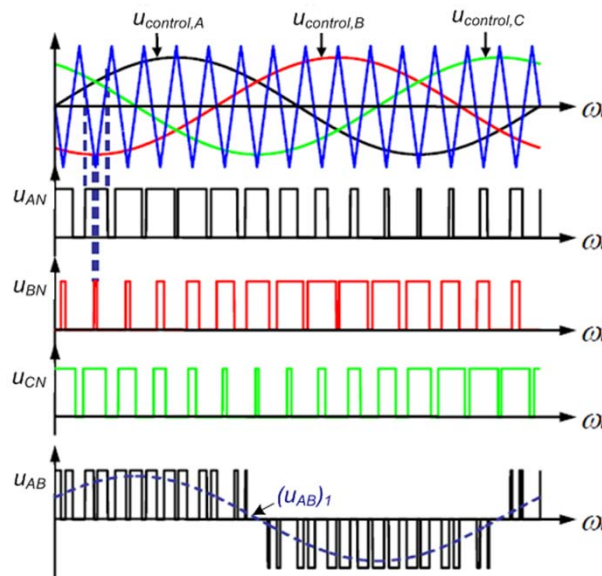 u_control,A
u_control,B
u_control,C
ω
u_AN
ω
u_BN
ω
u_CN
ω
u_AB
(u_AB)_1
ω